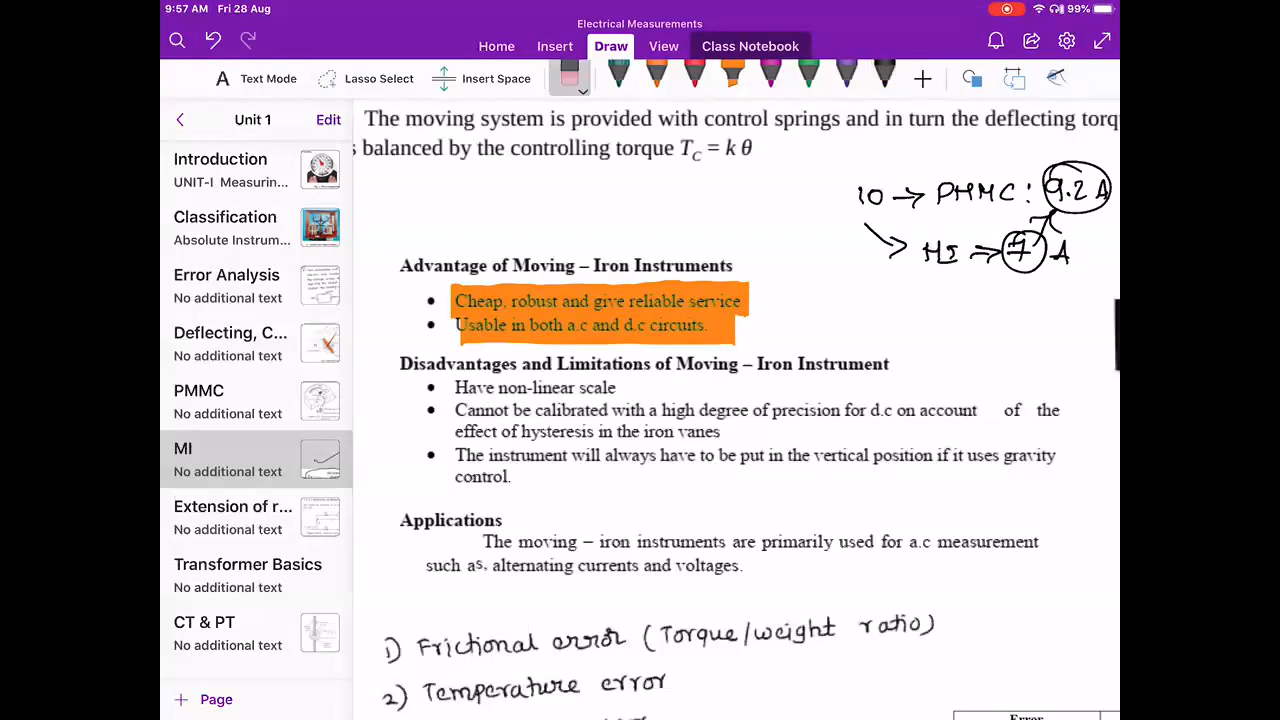 9:57 AM Fri 28 Aug
99%
Electrical Measurements
Home Insert Draw View Class Notebook
A Text Mode Lasso Select Insert Space
Unit 1 Edit
Introduction
UNIT-I Measurin...
Classification
Absolute Instrum...
Error Analysis
No additional text
Deflecting, C...
No additional text
PMMC
No additional text
MI
No additional text
Extension of r...
No additional text
Transformer Basics
No additional text
CT & PT
No additional text
+ Page
The moving system is provided with control springs and in turn the deflecting torqu
s balanced by the controlling torque TC = k θ
10 → PMMC : 9.2 A
→ MI → 7 A
Advantage of Moving – Iron Instruments
• Cheap, robust and give reliable service
• Usable in both a.c and d.c circuits.
Disadvantages and Limitations of Moving – Iron Instrument
• Have non-linear scale
• Cannot be calibrated with a high degree of precision for d.c on account of the
effect of hysteresis in the iron vanes
• The instrument will always have to be put in the vertical position if it uses gravity
control.
Applications
The moving – iron instruments are primarily used for a.c measurement
such as, alternating currents and voltages.
1) Frictional error (Torque/weight ratio)
2) Temperature error
Error